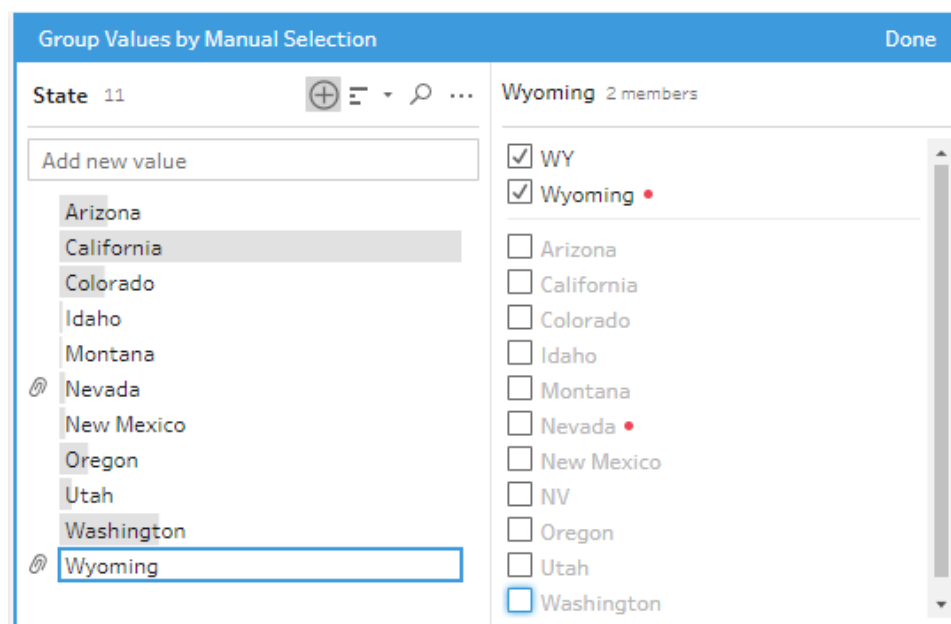 Group Values by Manual Selection Done
State 11
Add new value
Arizona
California
Colorado
Idaho
Montana
Nevada
New Mexico
Oregon
Utah
Washington
Wyoming
Wyoming 2 members
WY
Wyoming
Arizona
California
Colorado
Idaho
Montana
Nevada
New Mexico
NV
Oregon
Utah
Washington